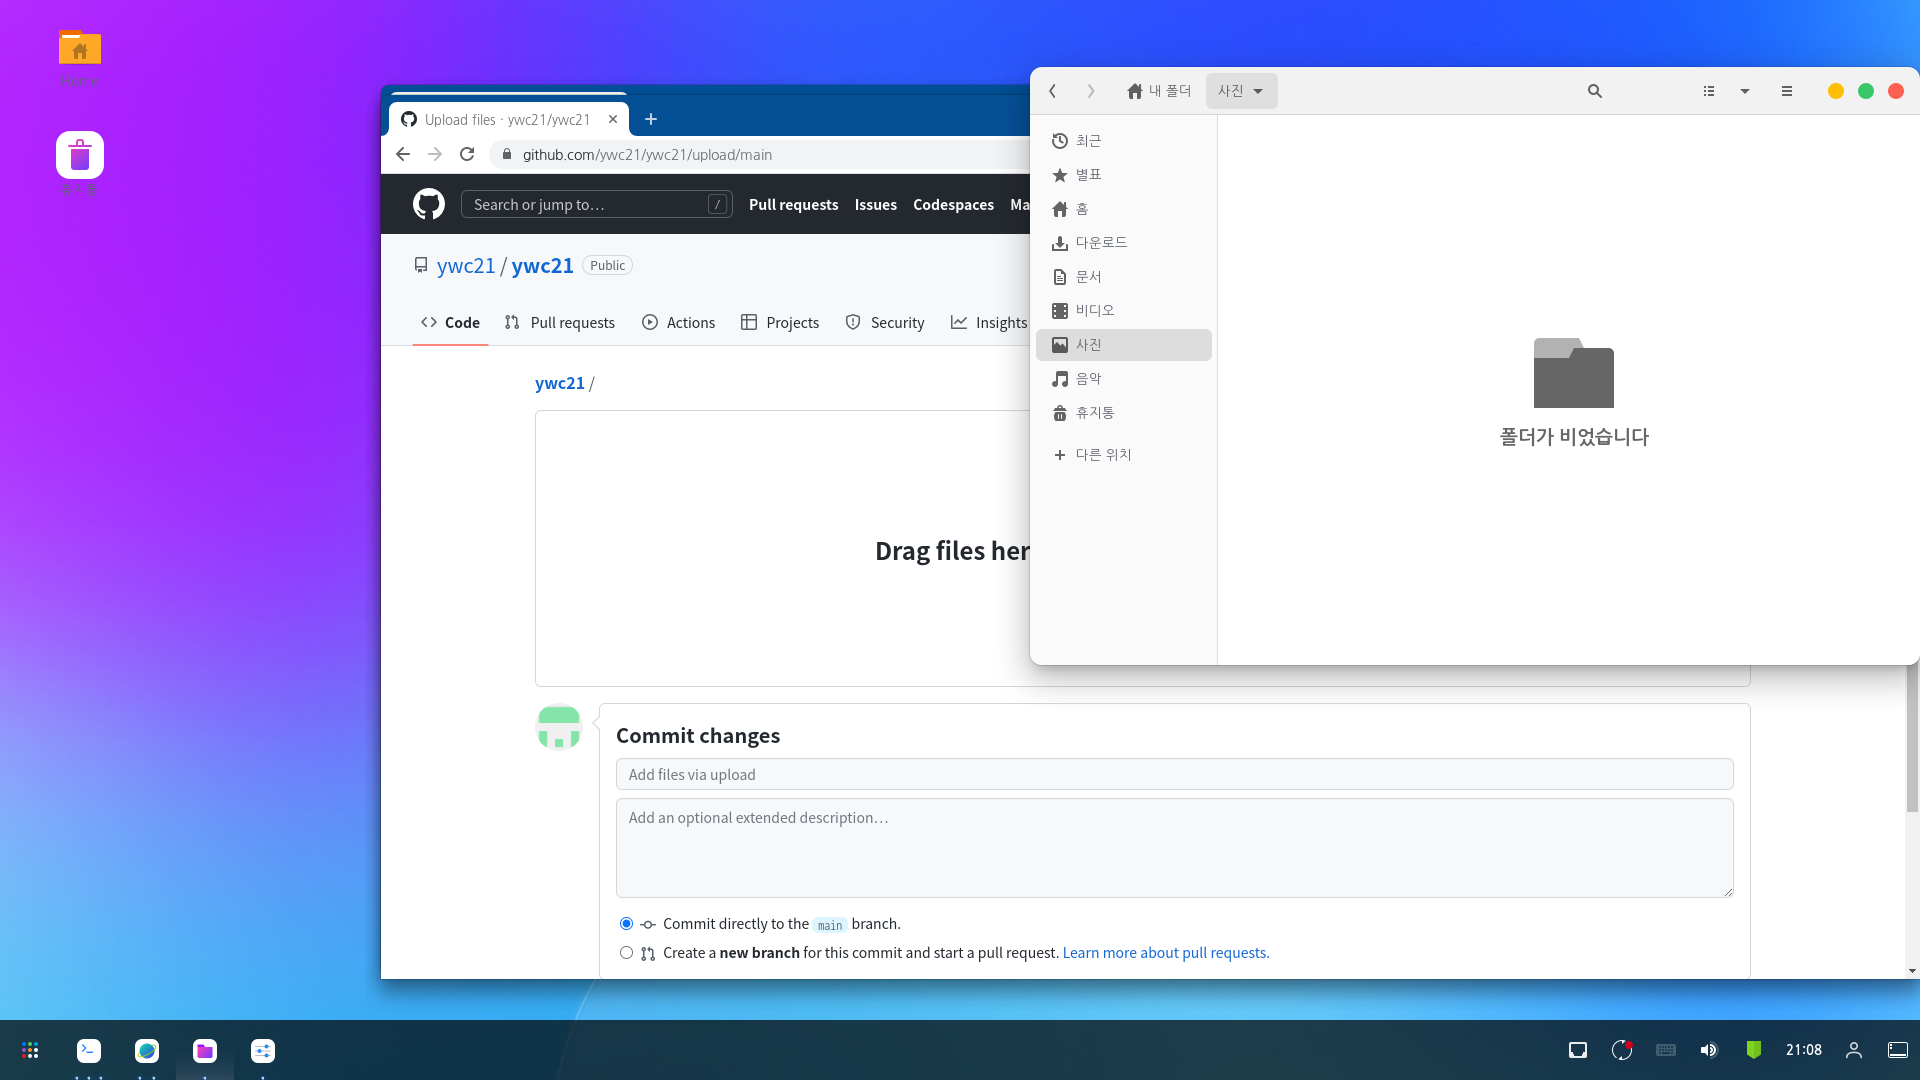 Home
휴지통
Upload files · ywc21/ywc21
github.com/ywc21/ywc21/upload/main
Search or jump to…
/
Pull requests
Issues
Codespaces
Ma
ywc21 / ywc21
Public
Code
Pull requests
Actions
Projects
Security
Insights
ywc21 /
Drag files her
Commit changes
Add files via upload
Add an optional extended description…
Commit directly to the main branch.
Create a new branch for this commit and start a pull request. Learn more about pull requests.
내 폴더
사진
최근
별표
홈
다운로드
문서
비디오
사진
음악
휴지통
다른 위치
폴더가 비었습니다
21:08